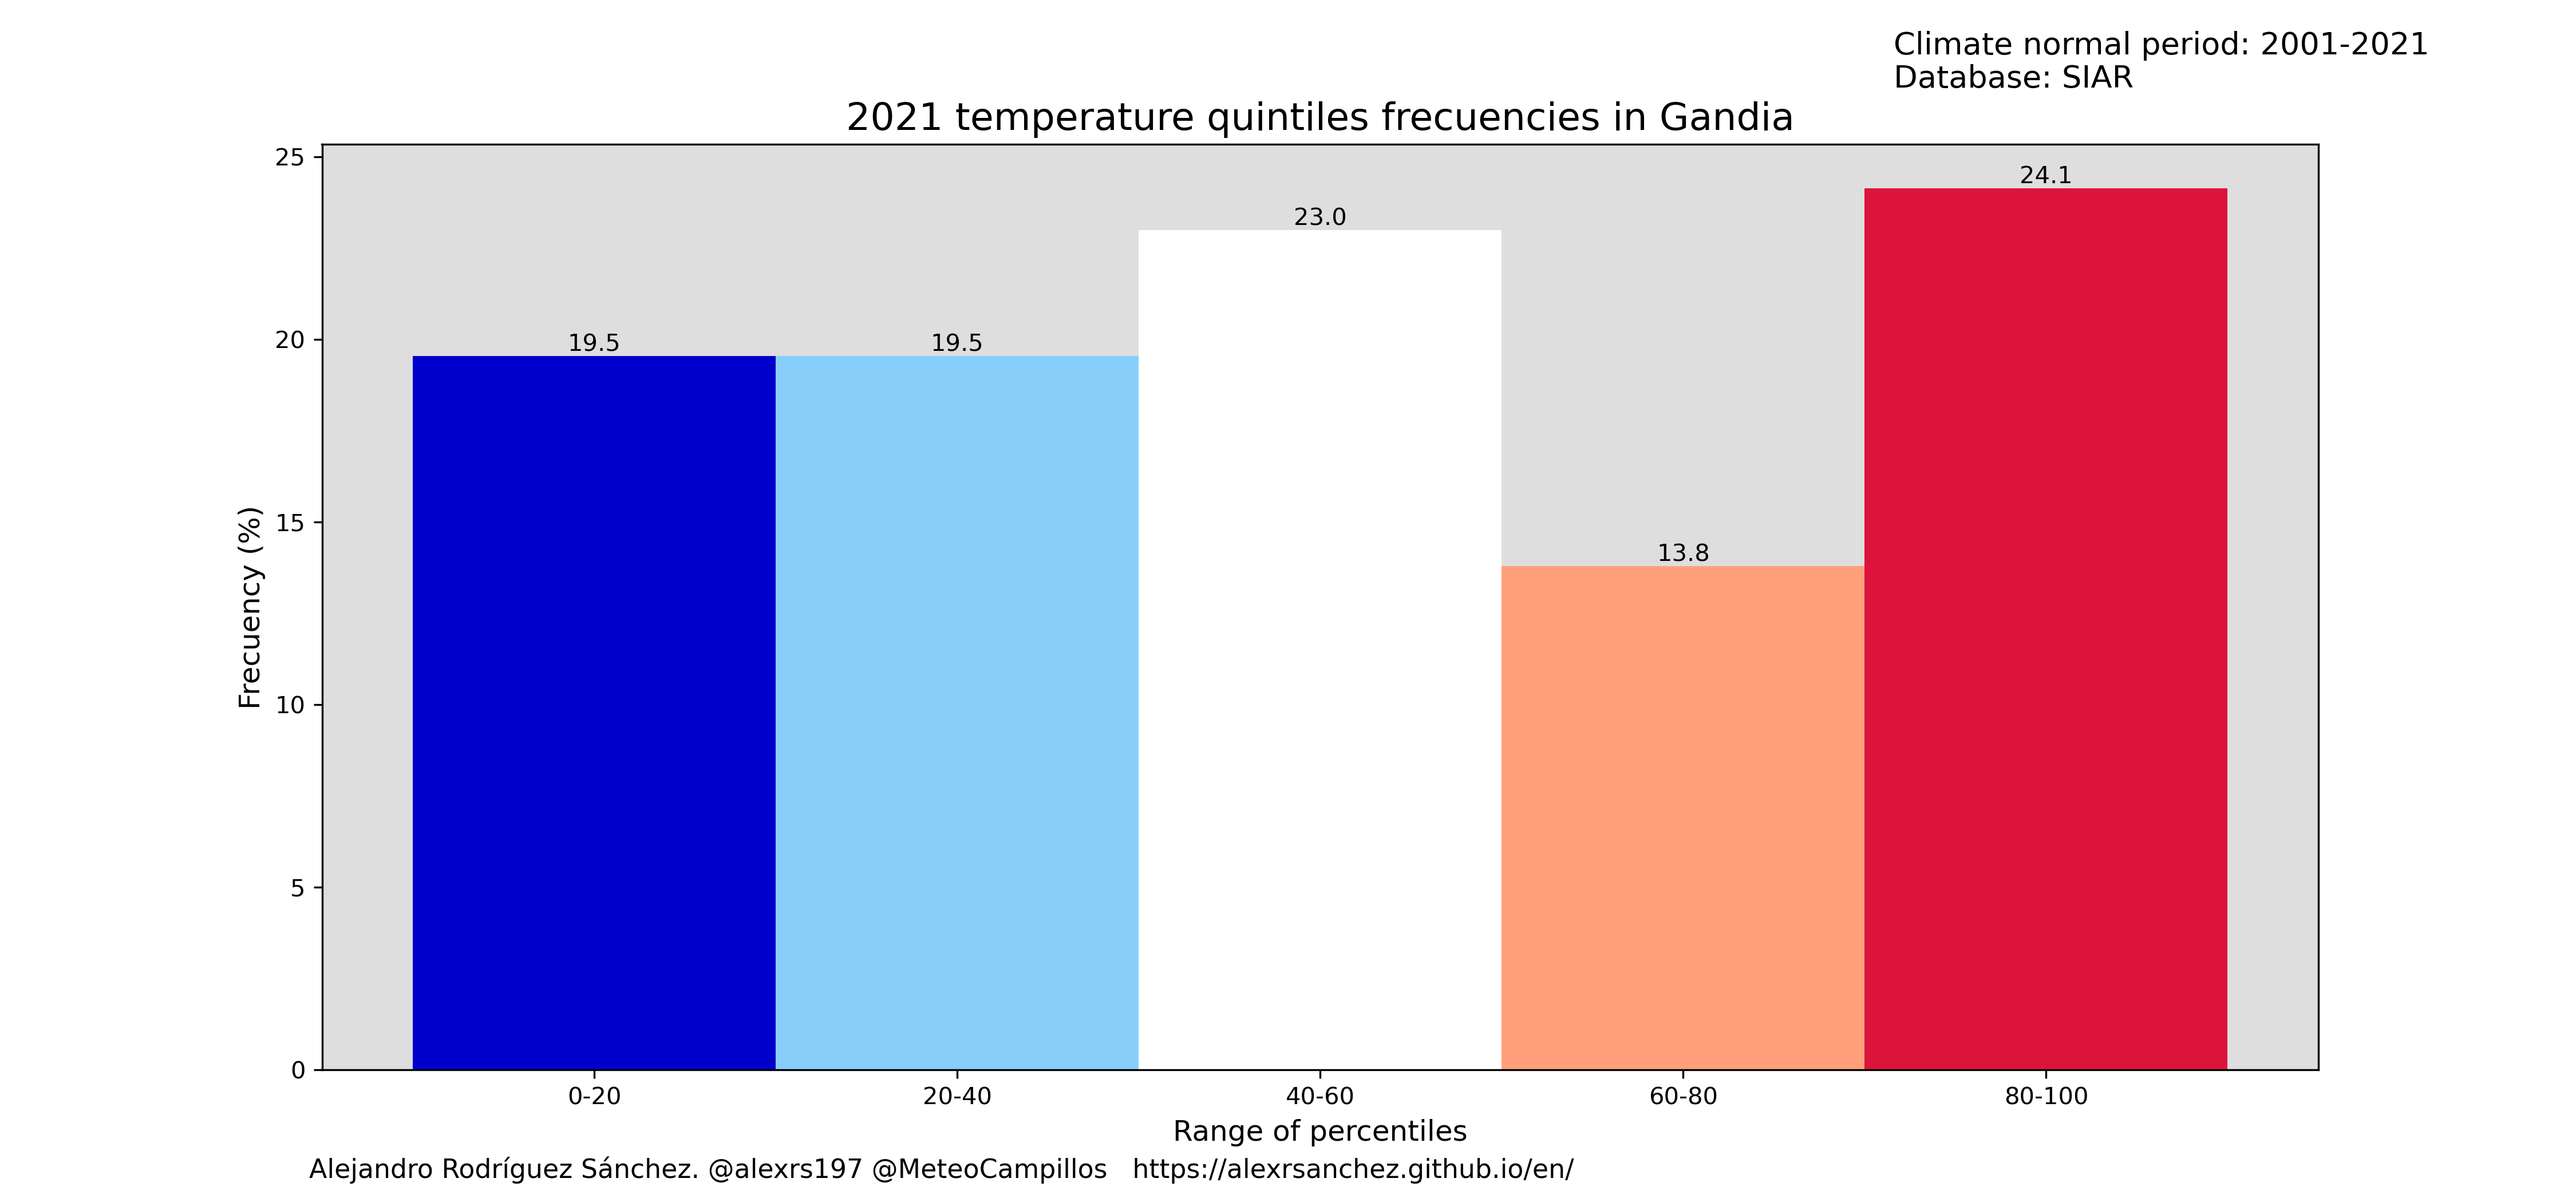 Climate normal period: 2001-2021
Database: SIAR
2021 temperature quintiles frecuencies in Gandia
25
24.1
23.0
20
19.5
19.5
15
13.8
Frecuency (%)
10
5
0
0-20
20-40
40-60
60-80
80-100
Range of percentiles
Alejandro Rodríguez Sánchez. @alexrs197 @MeteoCampillos   https://alexrsanchez.github.io/en/